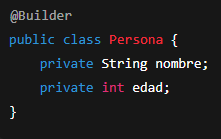 @Builder
public class Persona {
    private String nombre;
    private int edad;
}